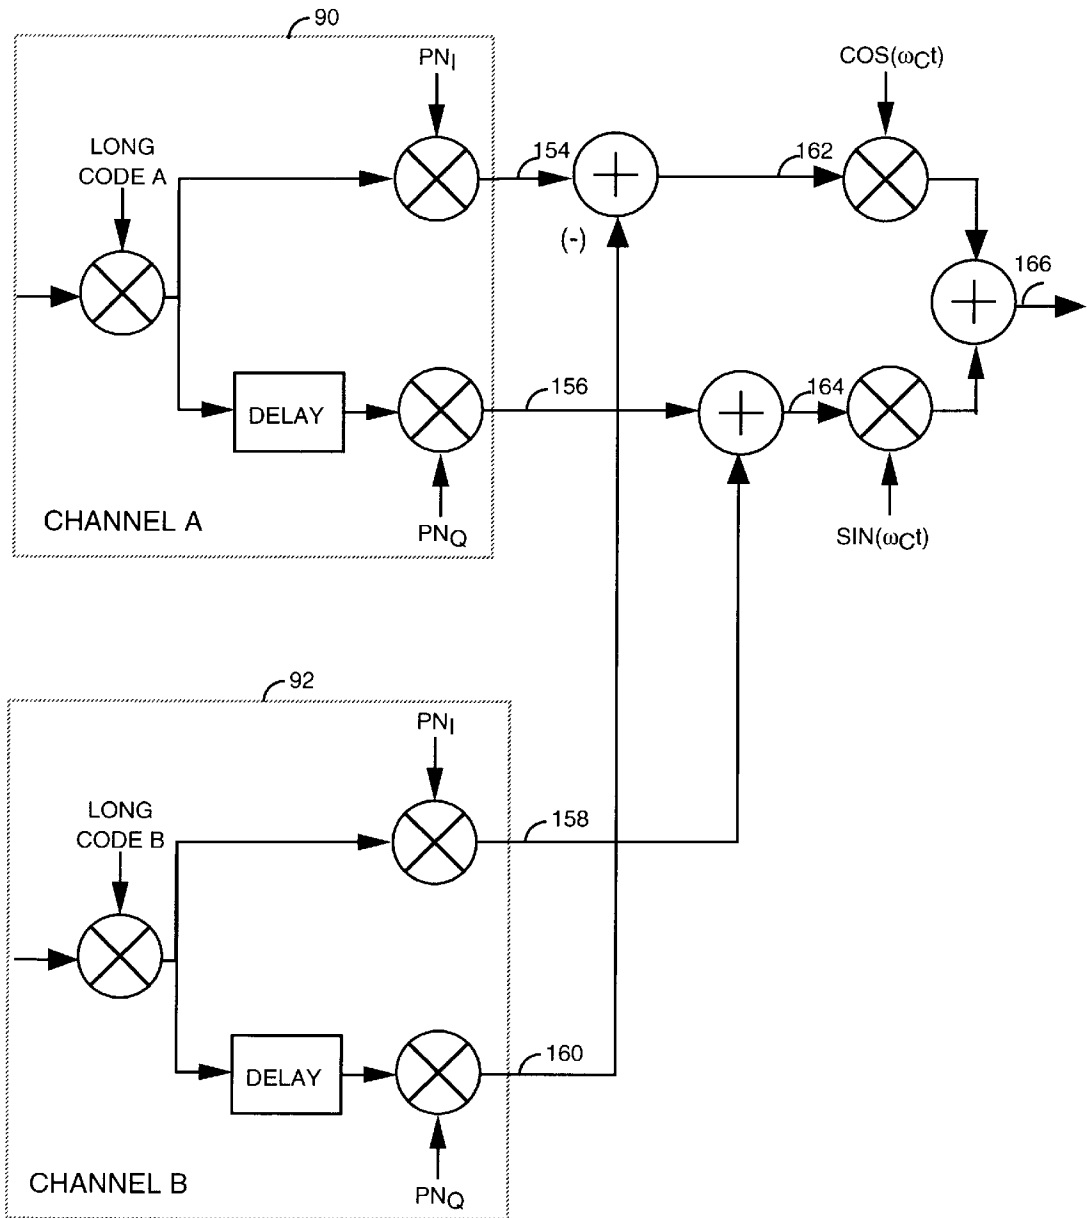 90
PNI
COS(ωCt)
LONG
CODE A
154
162
(-)
166
DELAY
156
164
CHANNEL A
PNQ
SIN(ωCt)
92
PNI
LONG
CODE B
158
DELAY
160
CHANNEL B
PNQ